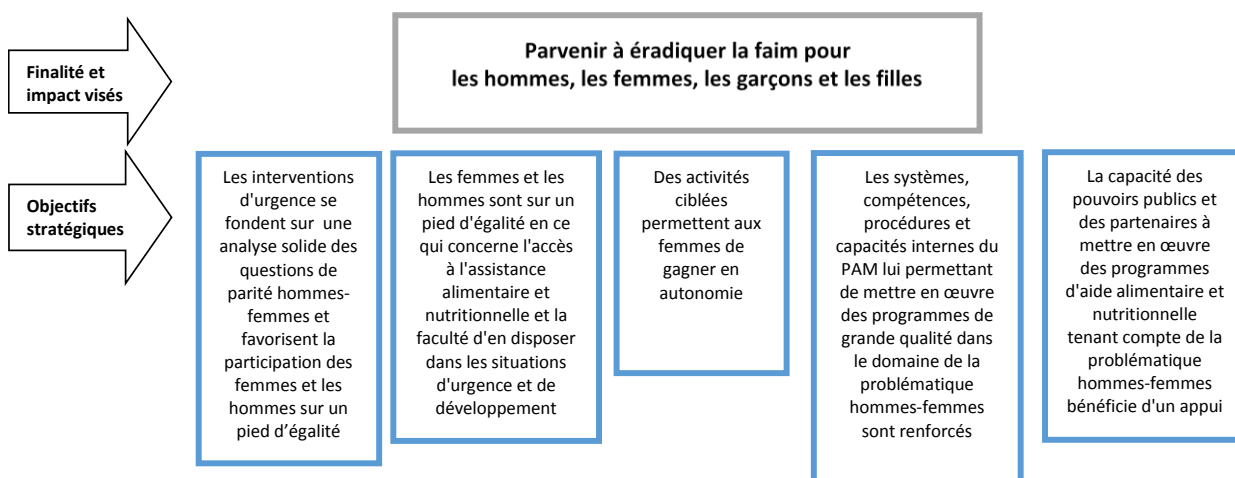 Finalité et
impact visés
Parvenir à éradiquer la faim pour
les hommes, les femmes, les garçons et les filles
Objectifs
stratégiques
Les interventions
d'urgence se
fondent sur une
analyse solide des
questions de
parité hommes-
femmes et
favorisent la
participation des
femmes et les
hommes sur un
pied d’égalité
Les femmes et les
hommes sont sur un
pied d'égalité en ce
qui concerne l'accès
à l'assistance
alimentaire et
nutritionnelle et la
faculté d'en disposer
dans les situations
d'urgence et de
développement
Des activités
ciblées
permettent aux
femmes de
gagner en
autonomie
Les systèmes,
compétences,
procédures et
capacités internes du
PAM lui permettant
de mettre en œuvre
des programmes de
grande qualité dans
le domaine de la
problématique
hommes-femmes
sont renforcés
La capacité des
pouvoirs publics et
des partenaires à
mettre en œuvre
des programmes
d'aide alimentaire et
nutritionnelle
tenant compte de la
problématique
hommes-femmes
bénéficie d'un appui